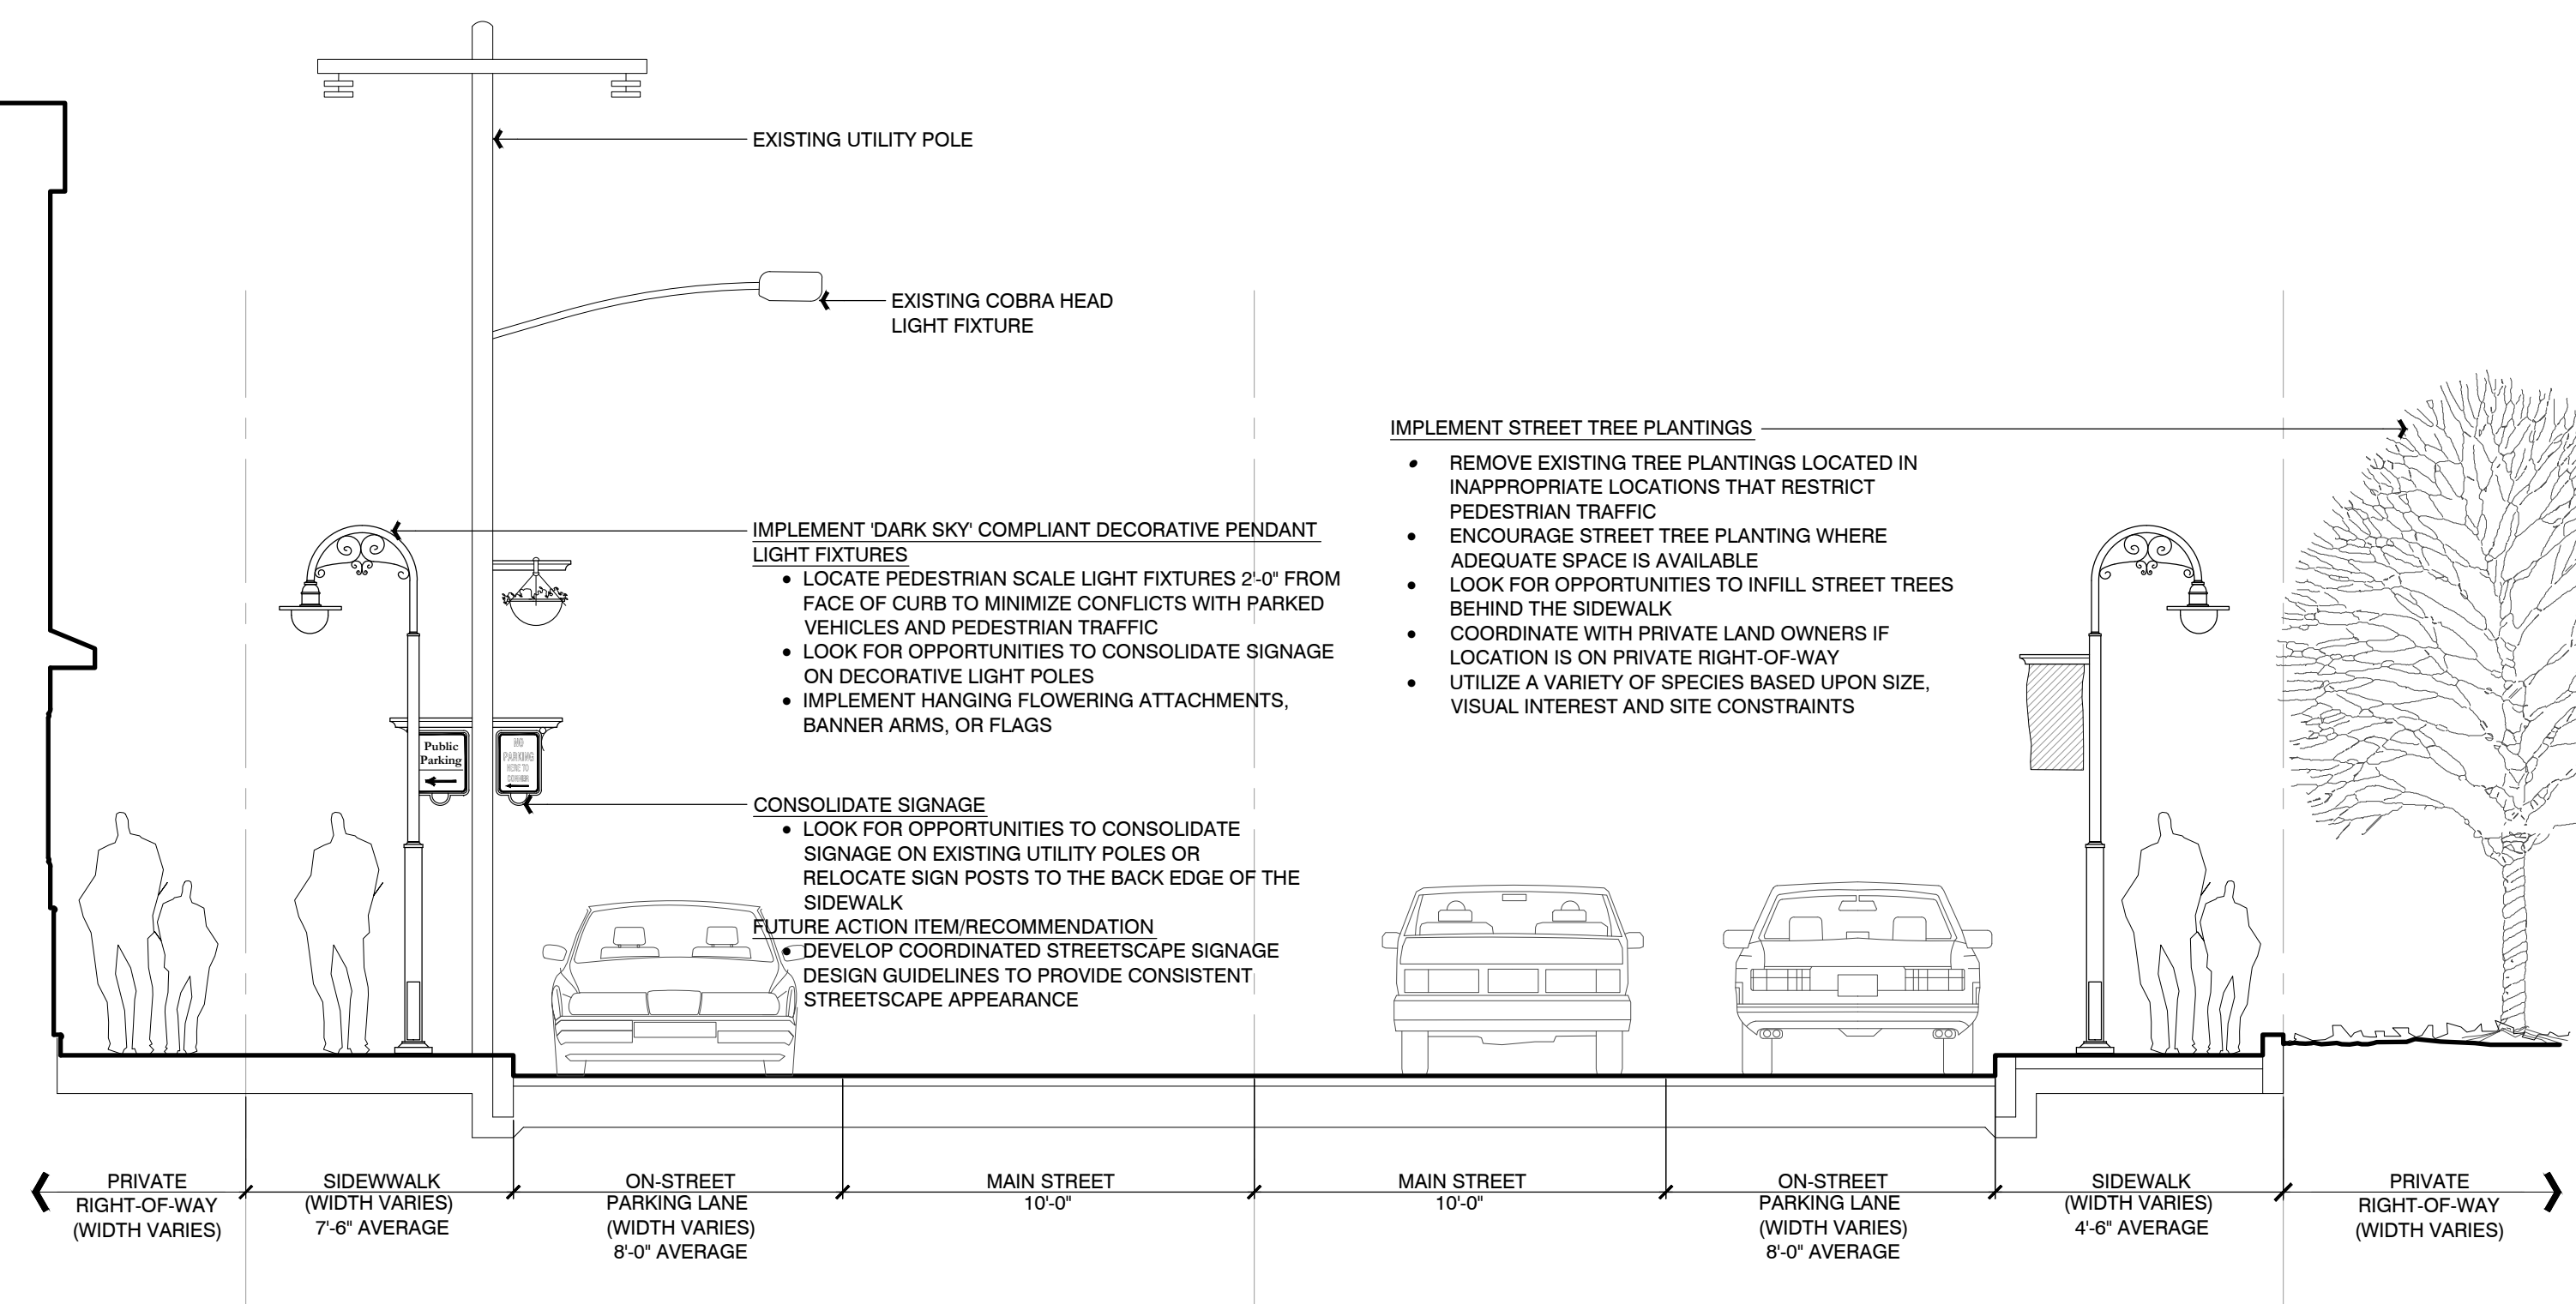 EXISTING UTILITY POLE
EXISTING COBRA HEAD
LIGHT FIXTURE
IMPLEMENT 'DARK SKY' COMPLIANT DECORATIVE PENDANT
LIGHT FIXTURES
• LOCATE PEDESTRIAN SCALE LIGHT FIXTURES 2'-0" FROM
FACE OF CURB TO MINIMIZE CONFLICTS WITH PARKED
VEHICLES AND PEDESTRIAN TRAFFIC
• LOOK FOR OPPORTUNITIES TO CONSOLIDATE SIGNAGE
ON DECORATIVE LIGHT POLES
• IMPLEMENT HANGING FLOWERING ATTACHMENTS,
BANNER ARMS, OR FLAGS
Public
Parking
NO
PARKING
HERE TO
CORNER
CONSOLIDATE SIGNAGE
• LOOK FOR OPPORTUNITIES TO CONSOLIDATE
SIGNAGE ON EXISTING UTILITY POLES OR
RELOCATE SIGN POSTS TO THE BACK EDGE OF THE
SIDEWALK
FUTURE ACTION ITEM/RECOMMENDATION
• DEVELOP COORDINATED STREETSCAPE SIGNAGE
DESIGN GUIDELINES TO PROVIDE CONSISTENT
STREETSCAPE APPEARANCE
IMPLEMENT STREET TREE PLANTINGS
• REMOVE EXISTING TREE PLANTINGS LOCATED IN
INAPPROPRIATE LOCATIONS THAT RESTRICT
PEDESTRIAN TRAFFIC
• ENCOURAGE STREET TREE PLANTING WHERE
ADEQUATE SPACE IS AVAILABLE
• LOOK FOR OPPORTUNITIES TO INFILL STREET TREES
BEHIND THE SIDEWALK
• COORDINATE WITH PRIVATE LAND OWNERS IF
LOCATION IS ON PRIVATE RIGHT-OF-WAY
• UTILIZE A VARIETY OF SPECIES BASED UPON SIZE,
VISUAL INTEREST AND SITE CONSTRAINTS
PRIVATE
RIGHT-OF-WAY
(WIDTH VARIES)
SIDEWWALK
(WIDTH VARIES)
7'-6" AVERAGE
ON-STREET
PARKING LANE
(WIDTH VARIES)
8'-0" AVERAGE
MAIN STREET
10'-0"
MAIN STREET
10'-0"
ON-STREET
PARKING LANE
(WIDTH VARIES)
8'-0" AVERAGE
SIDEWALK
(WIDTH VARIES)
4'-6" AVERAGE
PRIVATE
RIGHT-OF-WAY
(WIDTH VARIES)